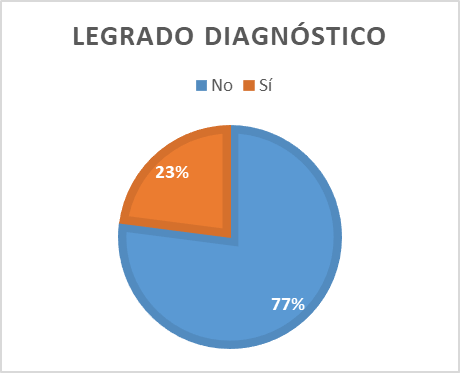 LEGRADO DIAGNÓSTICO
No Sí
23%
77%